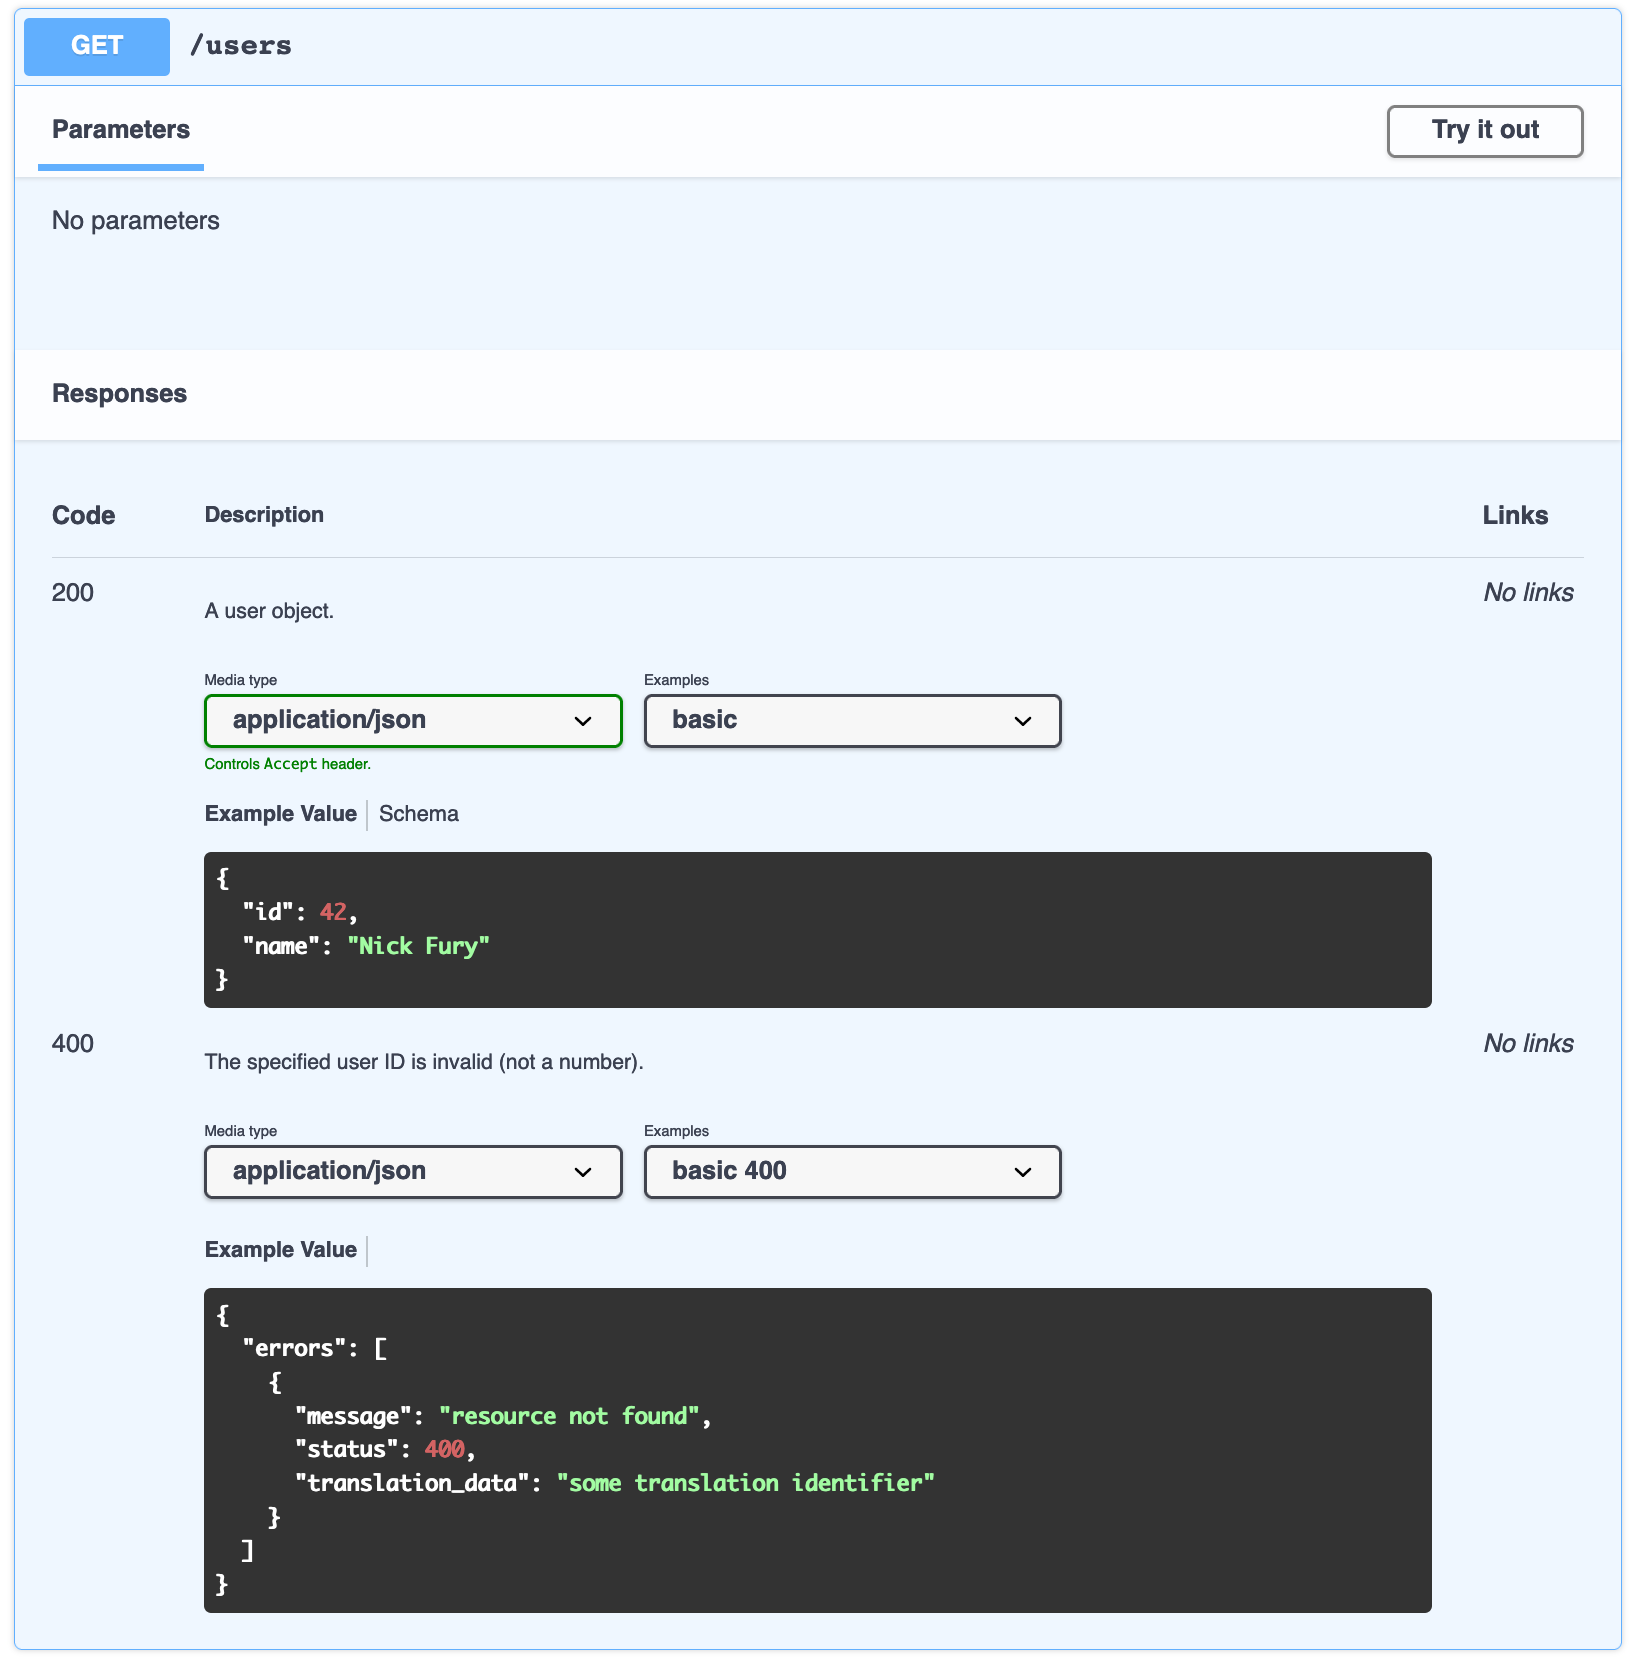 GET /users
Parameters Try it out
No parameters
Responses
Code Description Links
200 No links
A user object.
Media type Examples
application/json basic
Controls Accept header.
Example Value Schema
{
  "id": 42,
  "name": "Nick Fury"
}
400 No links
The specified user ID is invalid (not a number).
Media type Examples
application/json basic 400
Example Value
{
  "errors": [
    {
      "message": "resource not found",
      "status": 400,
      "translation_data": "some translation identifier"
    }
  ]
}